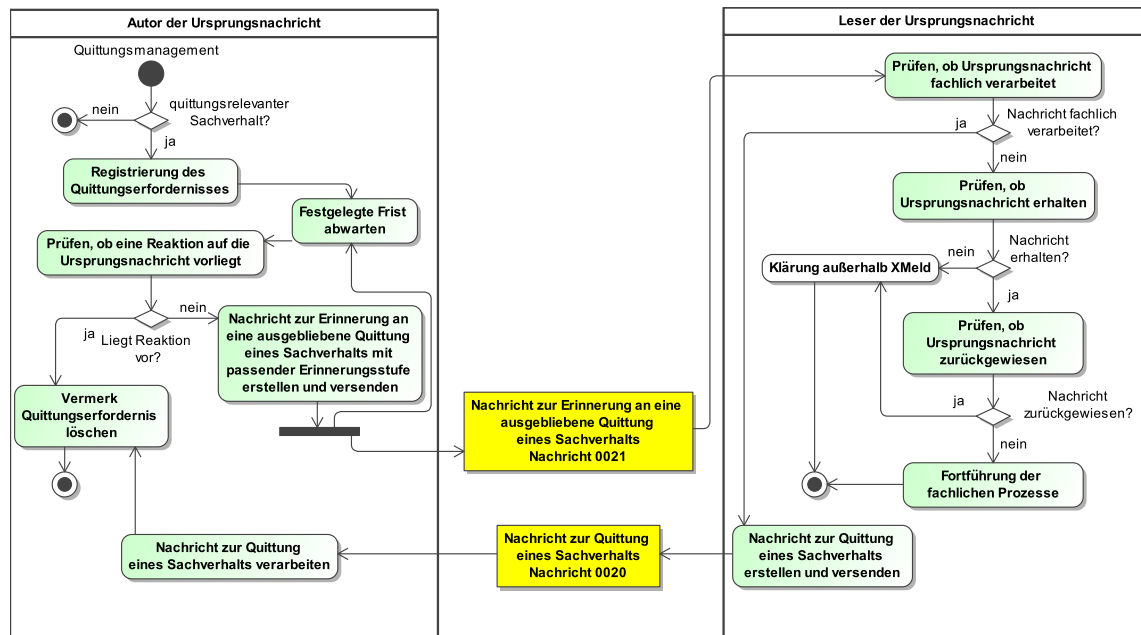 Autor der Ursprungsnachricht
Quittungsmanagement
nein
quittungsrelevanter
Sachverhalt?
ja
Registrierung des
Quittungserfordernisses
Festgelegte Frist
abwarten
Prüfen, ob eine Reaktion auf die
Ursprungsnachricht vorliegt
nein
ja
Liegt Reaktion
vor?
Nachricht zur Erinnerung an
eine ausgebliebene Quittung
eines Sachverhalts mit
passender Erinnerungsstufe
erstellen und versenden
Vermerk
Quittungserfordernis
löschen
Nachricht zur Quittung
eines Sachverhalts verarbeiten
Nachricht zur Erinnerung an eine
ausgebliebene Quittung
eines Sachverhalts
Nachricht 0021
Nachricht zur Quittung
eines Sachverhalts
Nachricht 0020
Leser der Ursprungsnachricht
Prüfen, ob Ursprungsnachricht
fachlich verarbeitet
Nachricht fachlich
verarbeitet?
ja
nein
Prüfen, ob
Ursprungsnachricht erhalten
Nachricht
erhalten?
nein
Klärung außerhalb XMeld
ja
Prüfen, ob
Ursprungsnachricht
zurückgewiesen
Nachricht
zurückgewiesen?
ja
nein
Fortführung der
fachlichen Prozesse
Nachricht zur Quittung
eines Sachverhalts
erstellen und versenden